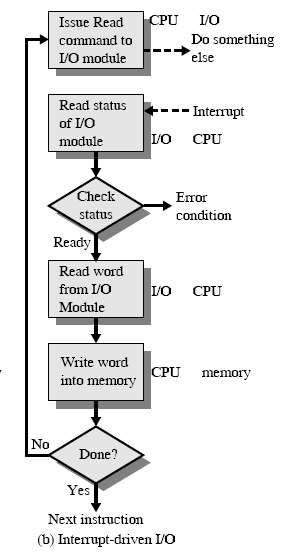 Issue Read
command to
I/O module
CPU I/O
Do something
else
Read status
of I/O
module
Interrupt
I/O CPU
Check
status
Error
condition
Ready
Read word
from I/O
Module
I/O CPU
Write word
into memory
CPU memory
No
Done?
Yes
Next instruction
(b) Interrupt-driven I/O